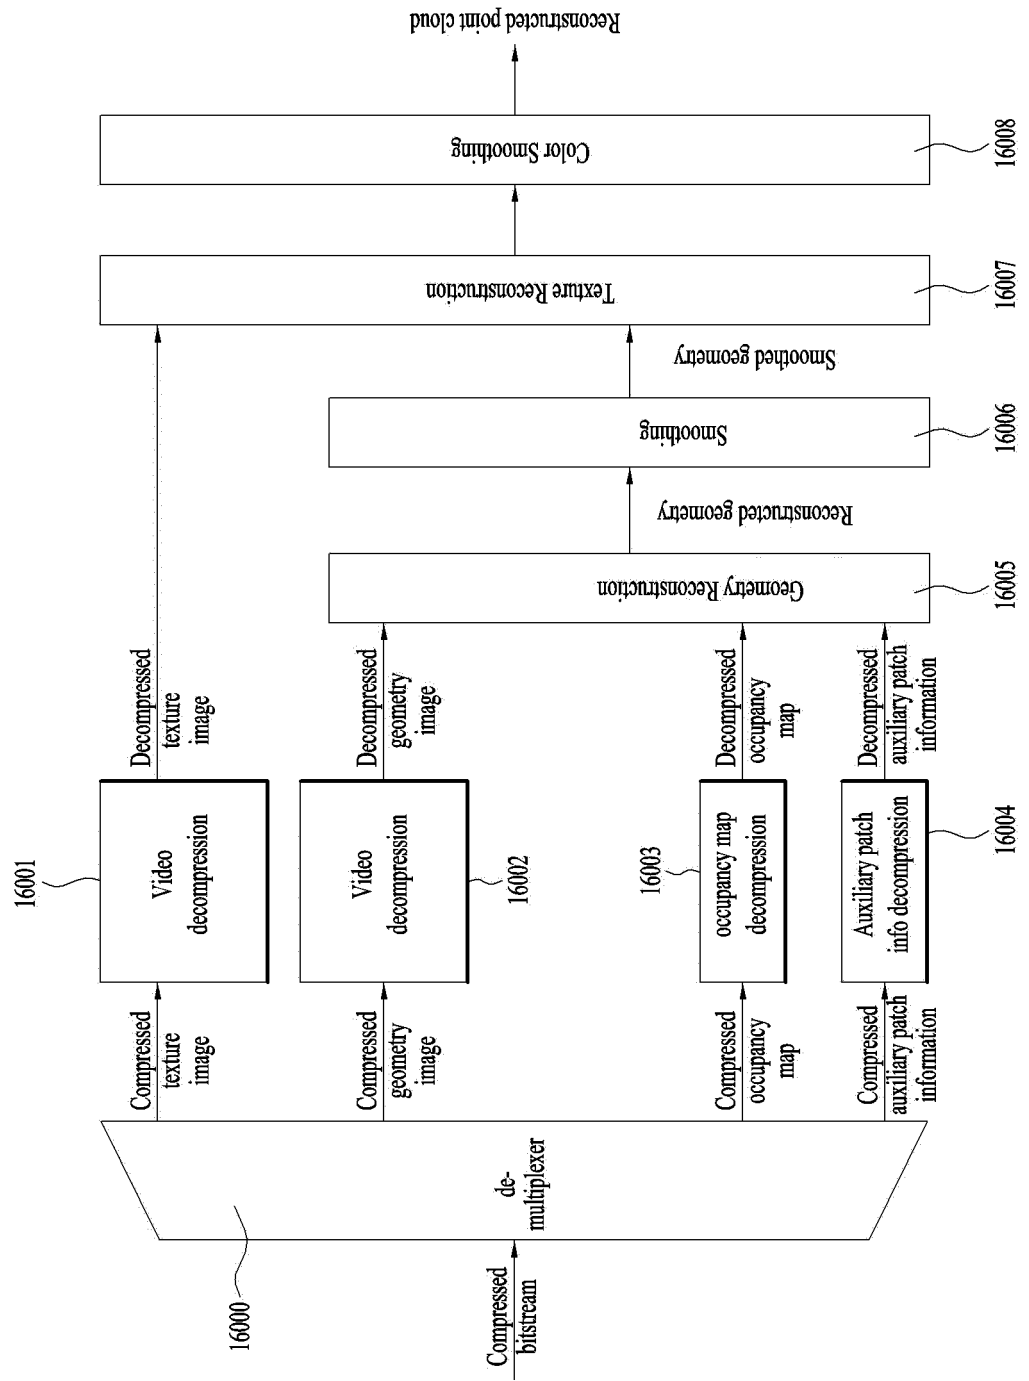 16000
Compressed
bitstream
de-
multiplexer
Compressed
texture
image
Compressed
geometry
image
Compressed
occupancy
map
Compressed
auxiliary patch
information
16001
Video
decompression
Video
decompression
16002
16003
occupancy map
decompression
Auxiliary patch
info decompression
16004
Decompressed
texture
image
Decompressed
geometry
image
Decompressed
occupancy
map
Decompressed
auxiliary patch
information
Geometry Reconstruction
16005
Reconstructed geometry
Smoothing
16006
Smoothed geometry
Texture Reconstruction
16007
Color Smoothing
16008
Reconstructed point cloud